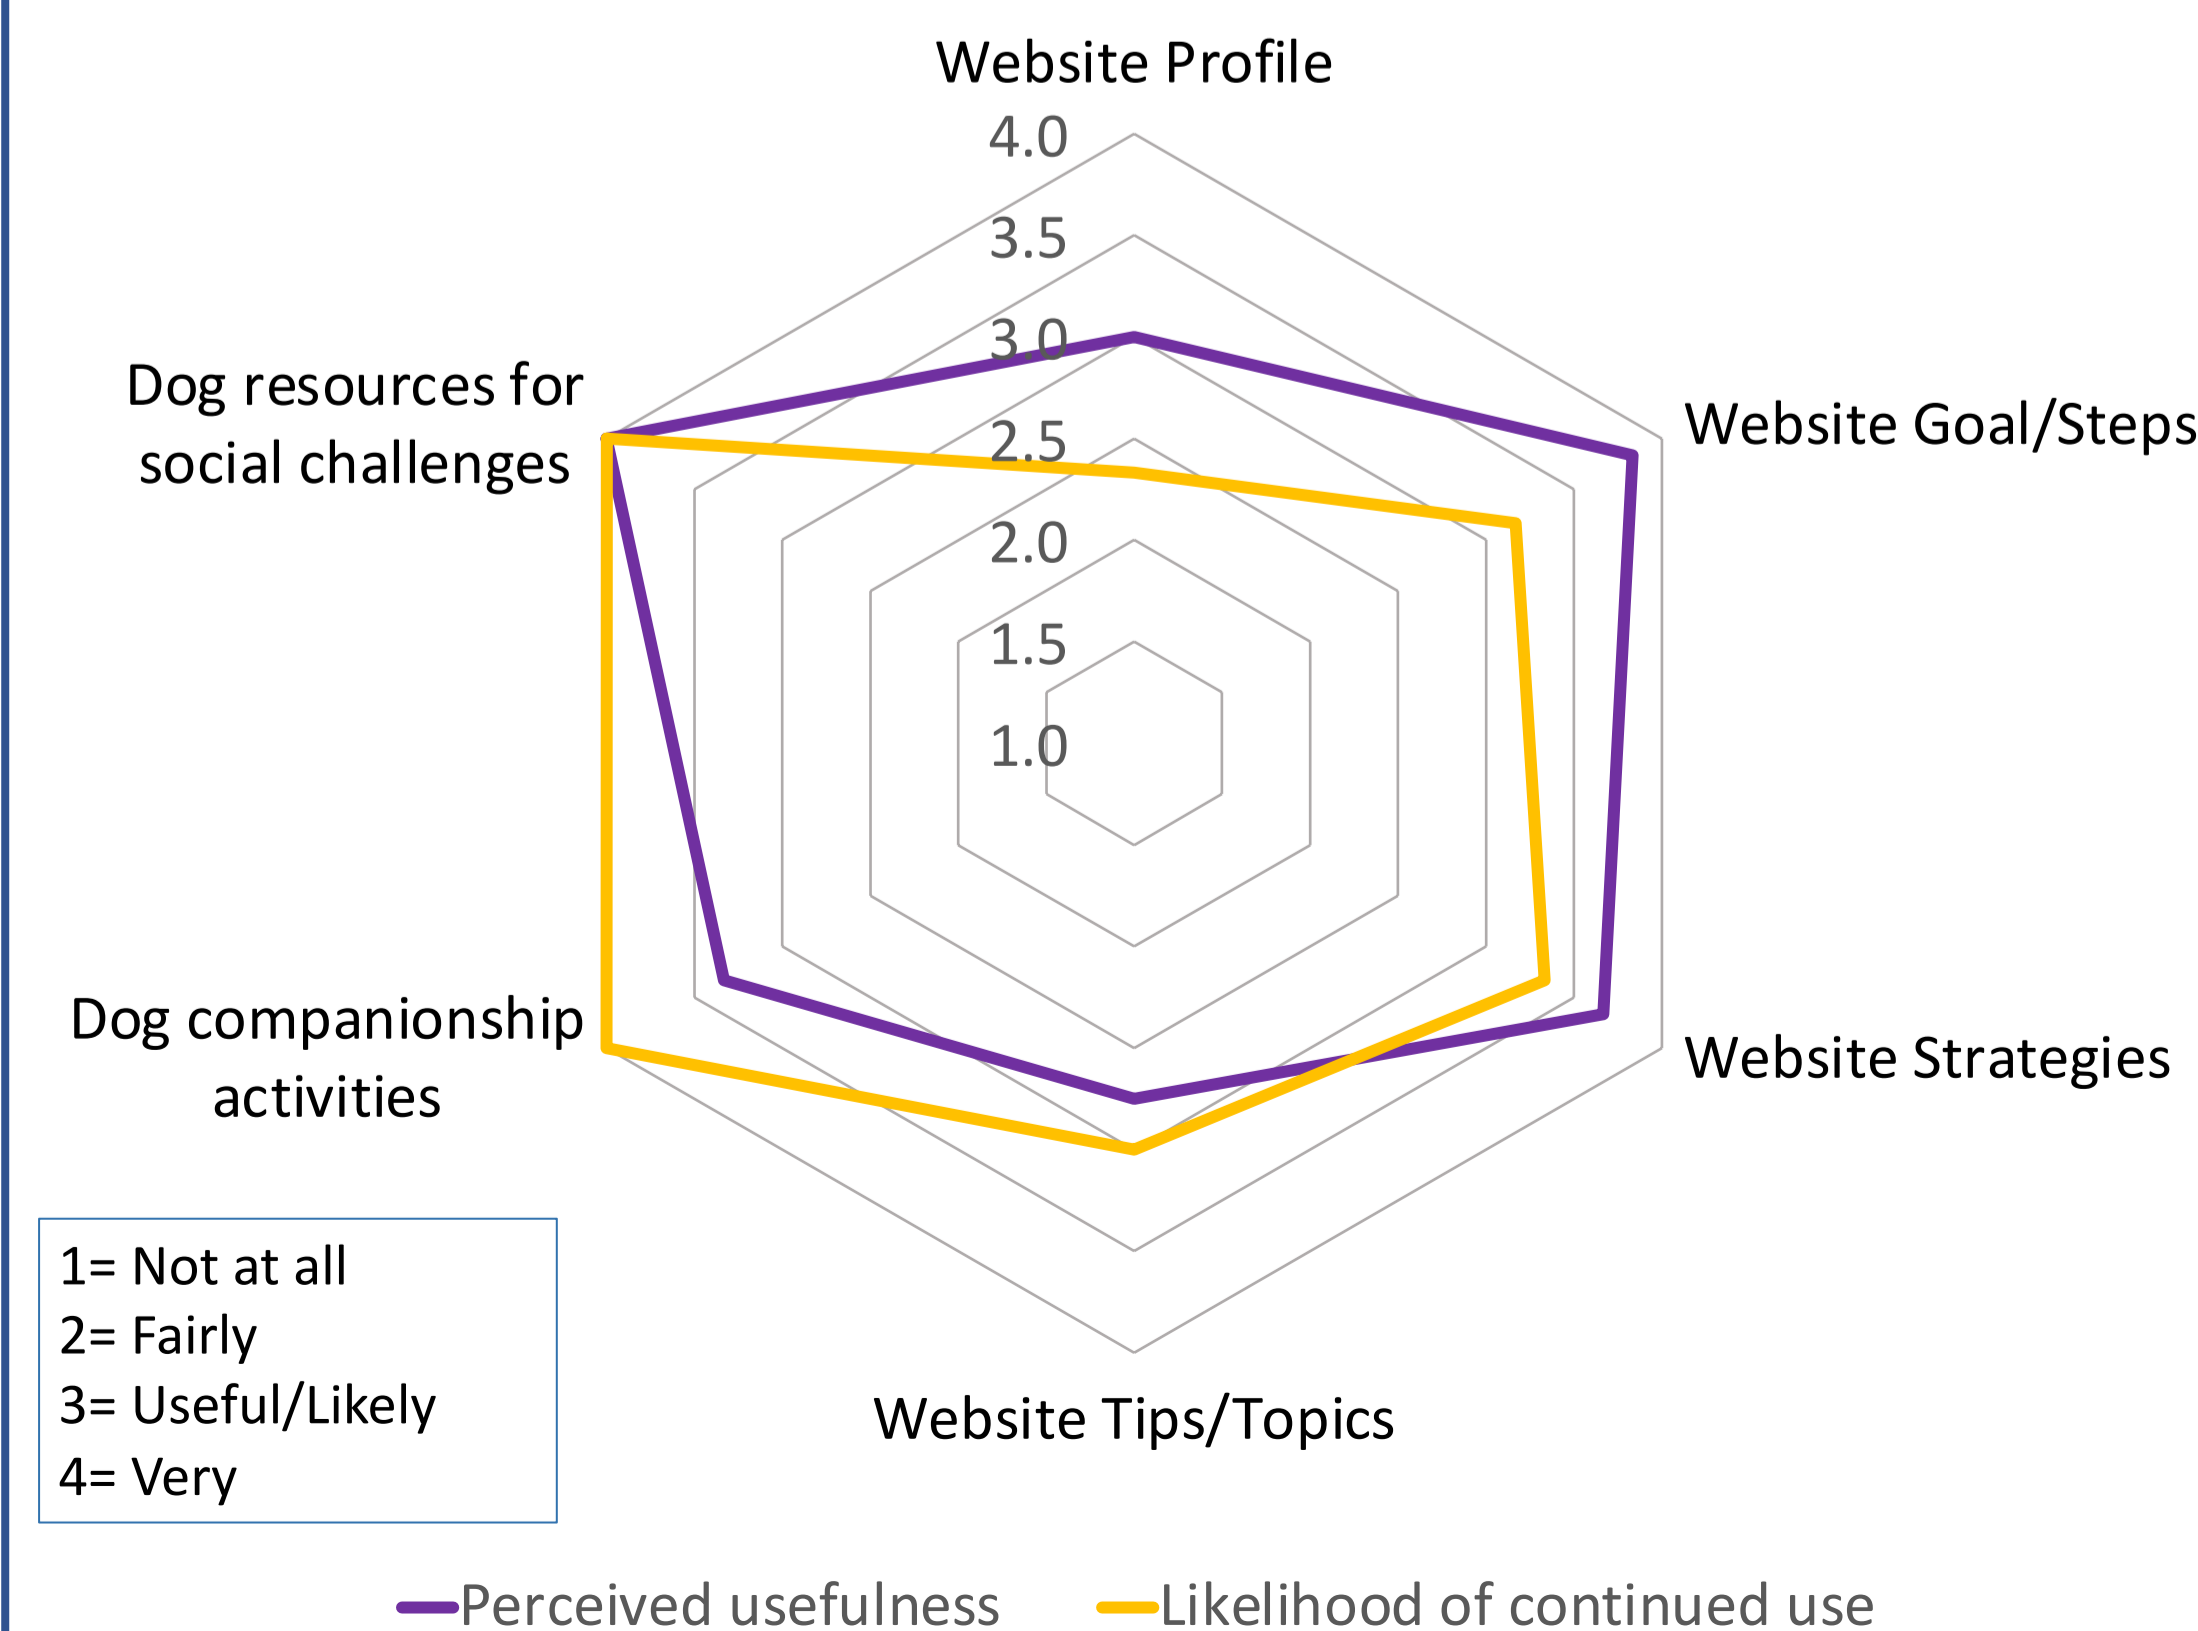 Website Profile
4.0
3.5
3.0
2.5
2.0
1.5
1.0
Website Goal/Steps
Website Strategies
Website Tips/Topics
Dog companionship
activities
Dog resources for
social challenges
1= Not at all
2= Fairly
3= Useful/Likely
4= Very
Perceived usefulness
Likelihood of continued use